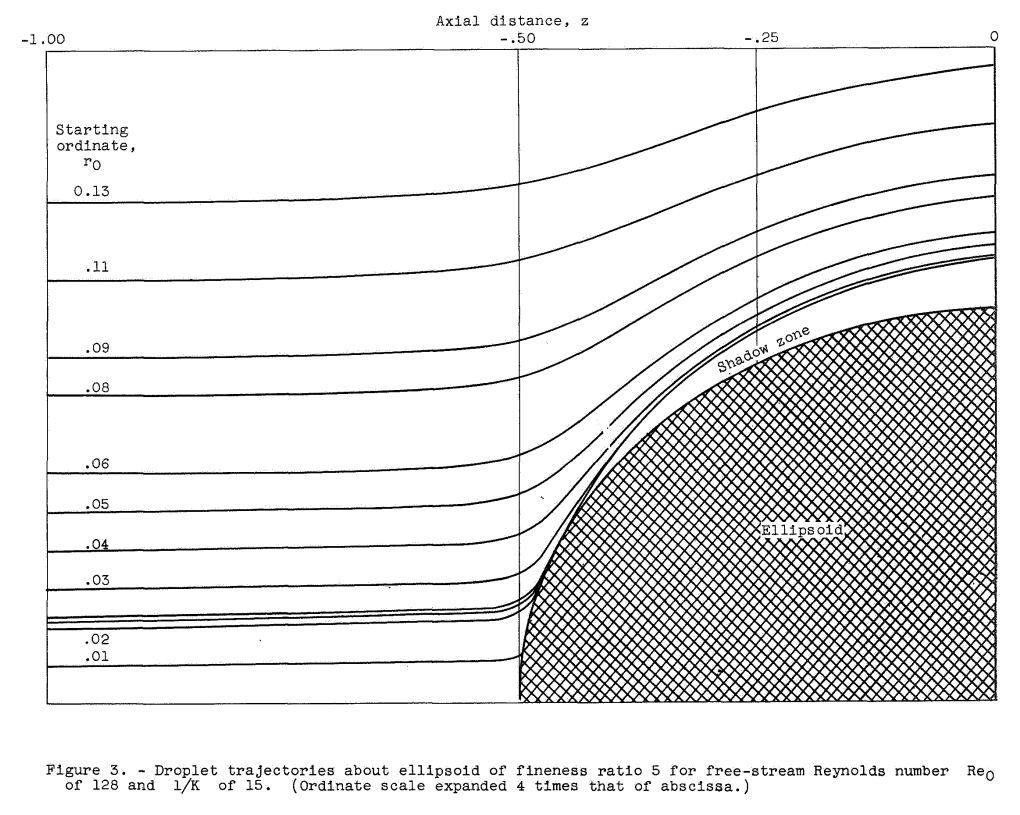 Axial distance, z
-1.00 -.50 -.25 0
Starting
ordinate,
r0
0.13
.11
.09
.08
.06
.05
.04
.03
.02
.01
Shadow zone
Ellipsoid
Figure 3. - Droplet trajectories about ellipsoid of fineness ratio 5 for free-stream Reynolds number Re0
of 128 and 1/K of 15. (Ordinate scale expanded 4 times that of abscissa.)